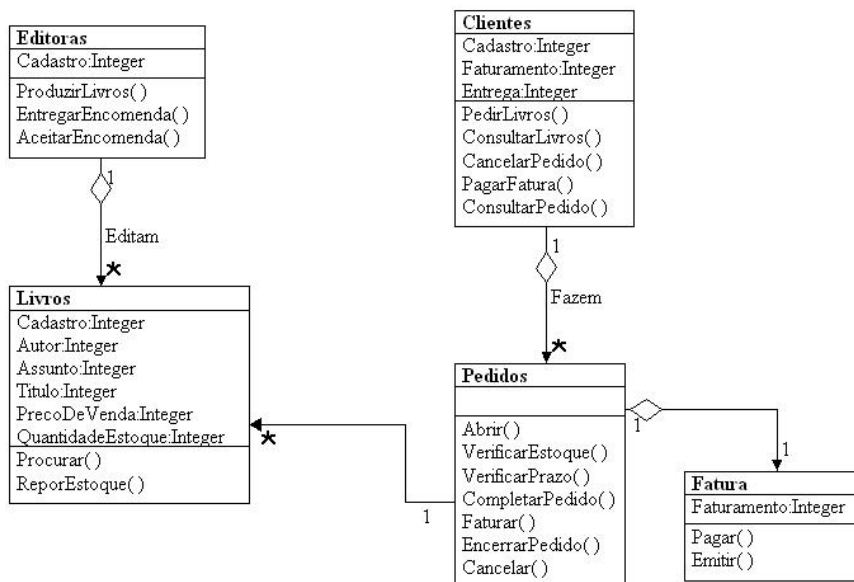 Editoras
Cadastro:Integer
ProduzirLivros( )
EntregarEncomenda( )
AceitarEncomenda( )
1
Editam
*
Clientes
Cadastro:Integer
Faturamento:Integer
Entrega:Integer
PedirLivros( )
ConsultarLivros( )
CancelarPedido( )
PagarFatura( )
ConsultarPedido( )
1
Fazem
*
Livros
Cadastro:Integer
Autor:Integer
Assunto:Integer
Titulo:Integer
PrecoDeVenda:Integer
QuantidadeEstoque:Integer
Procurar( )
ReporEstoque( )
*
1
Pedidos
Abrir( )
VerificarEstoque( )
VerificarPrazo( )
CompletarPedido( )
Faturar( )
EncerrarPedido( )
Cancelar( )
1
1
Fatura
Faturamento:Integer
Pagar( )
Emitir( )